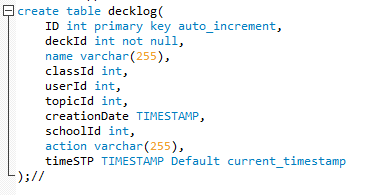 create table decklog(
ID int primary key auto_increment,
deckId int not null,
name varchar(255),
classId int,
userId int,
topicId int,
creationDate TIMESTAMP,
schoolId int,
action varchar(255),
timeSTP TIMESTAMP Default current_timestamp
);//